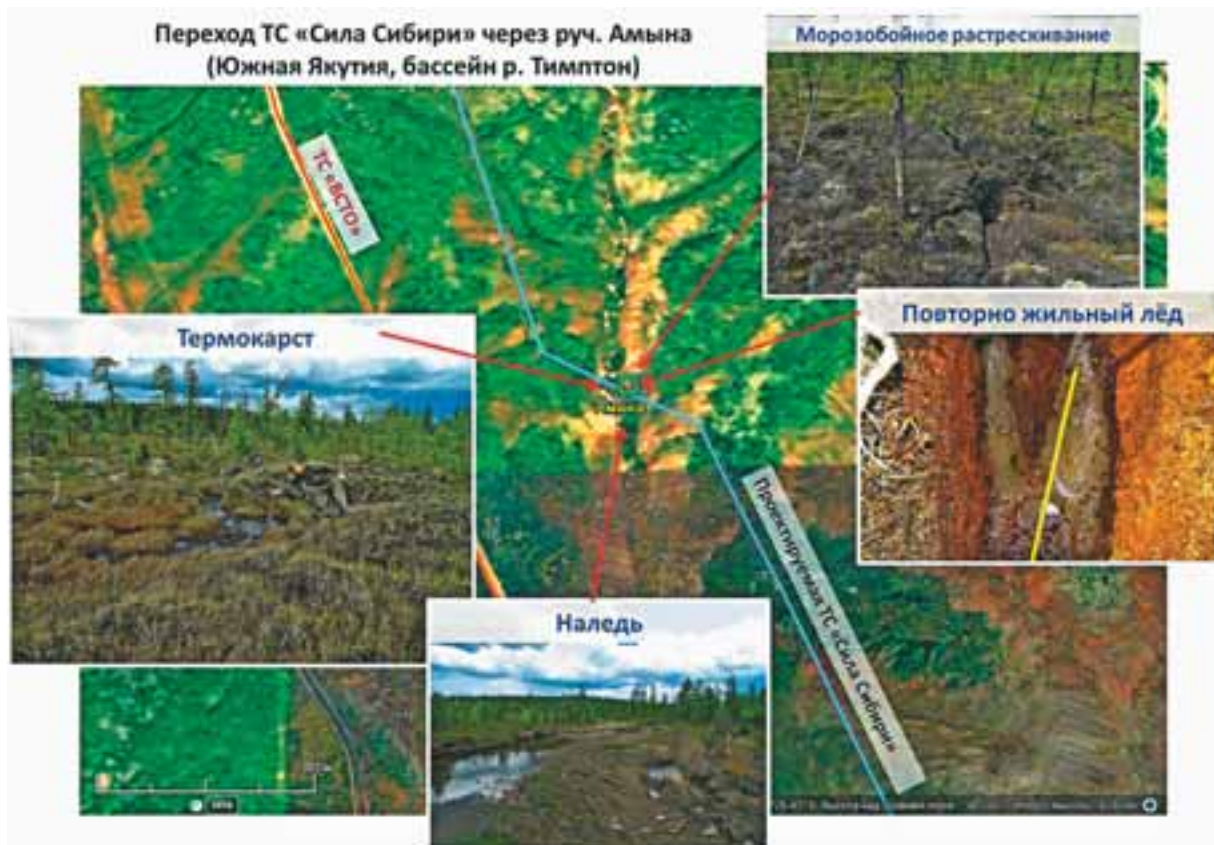 Переход ТС «Сила Сибири» через руч. Амына
(Южная Якутия, бассейн р. Тимптон)
Морозобойное растрескивание
ТС «ВСТО»
Термокарст
Повторно жильный лёд
Проектируемая ТС «Сила Сибири»
Наледь